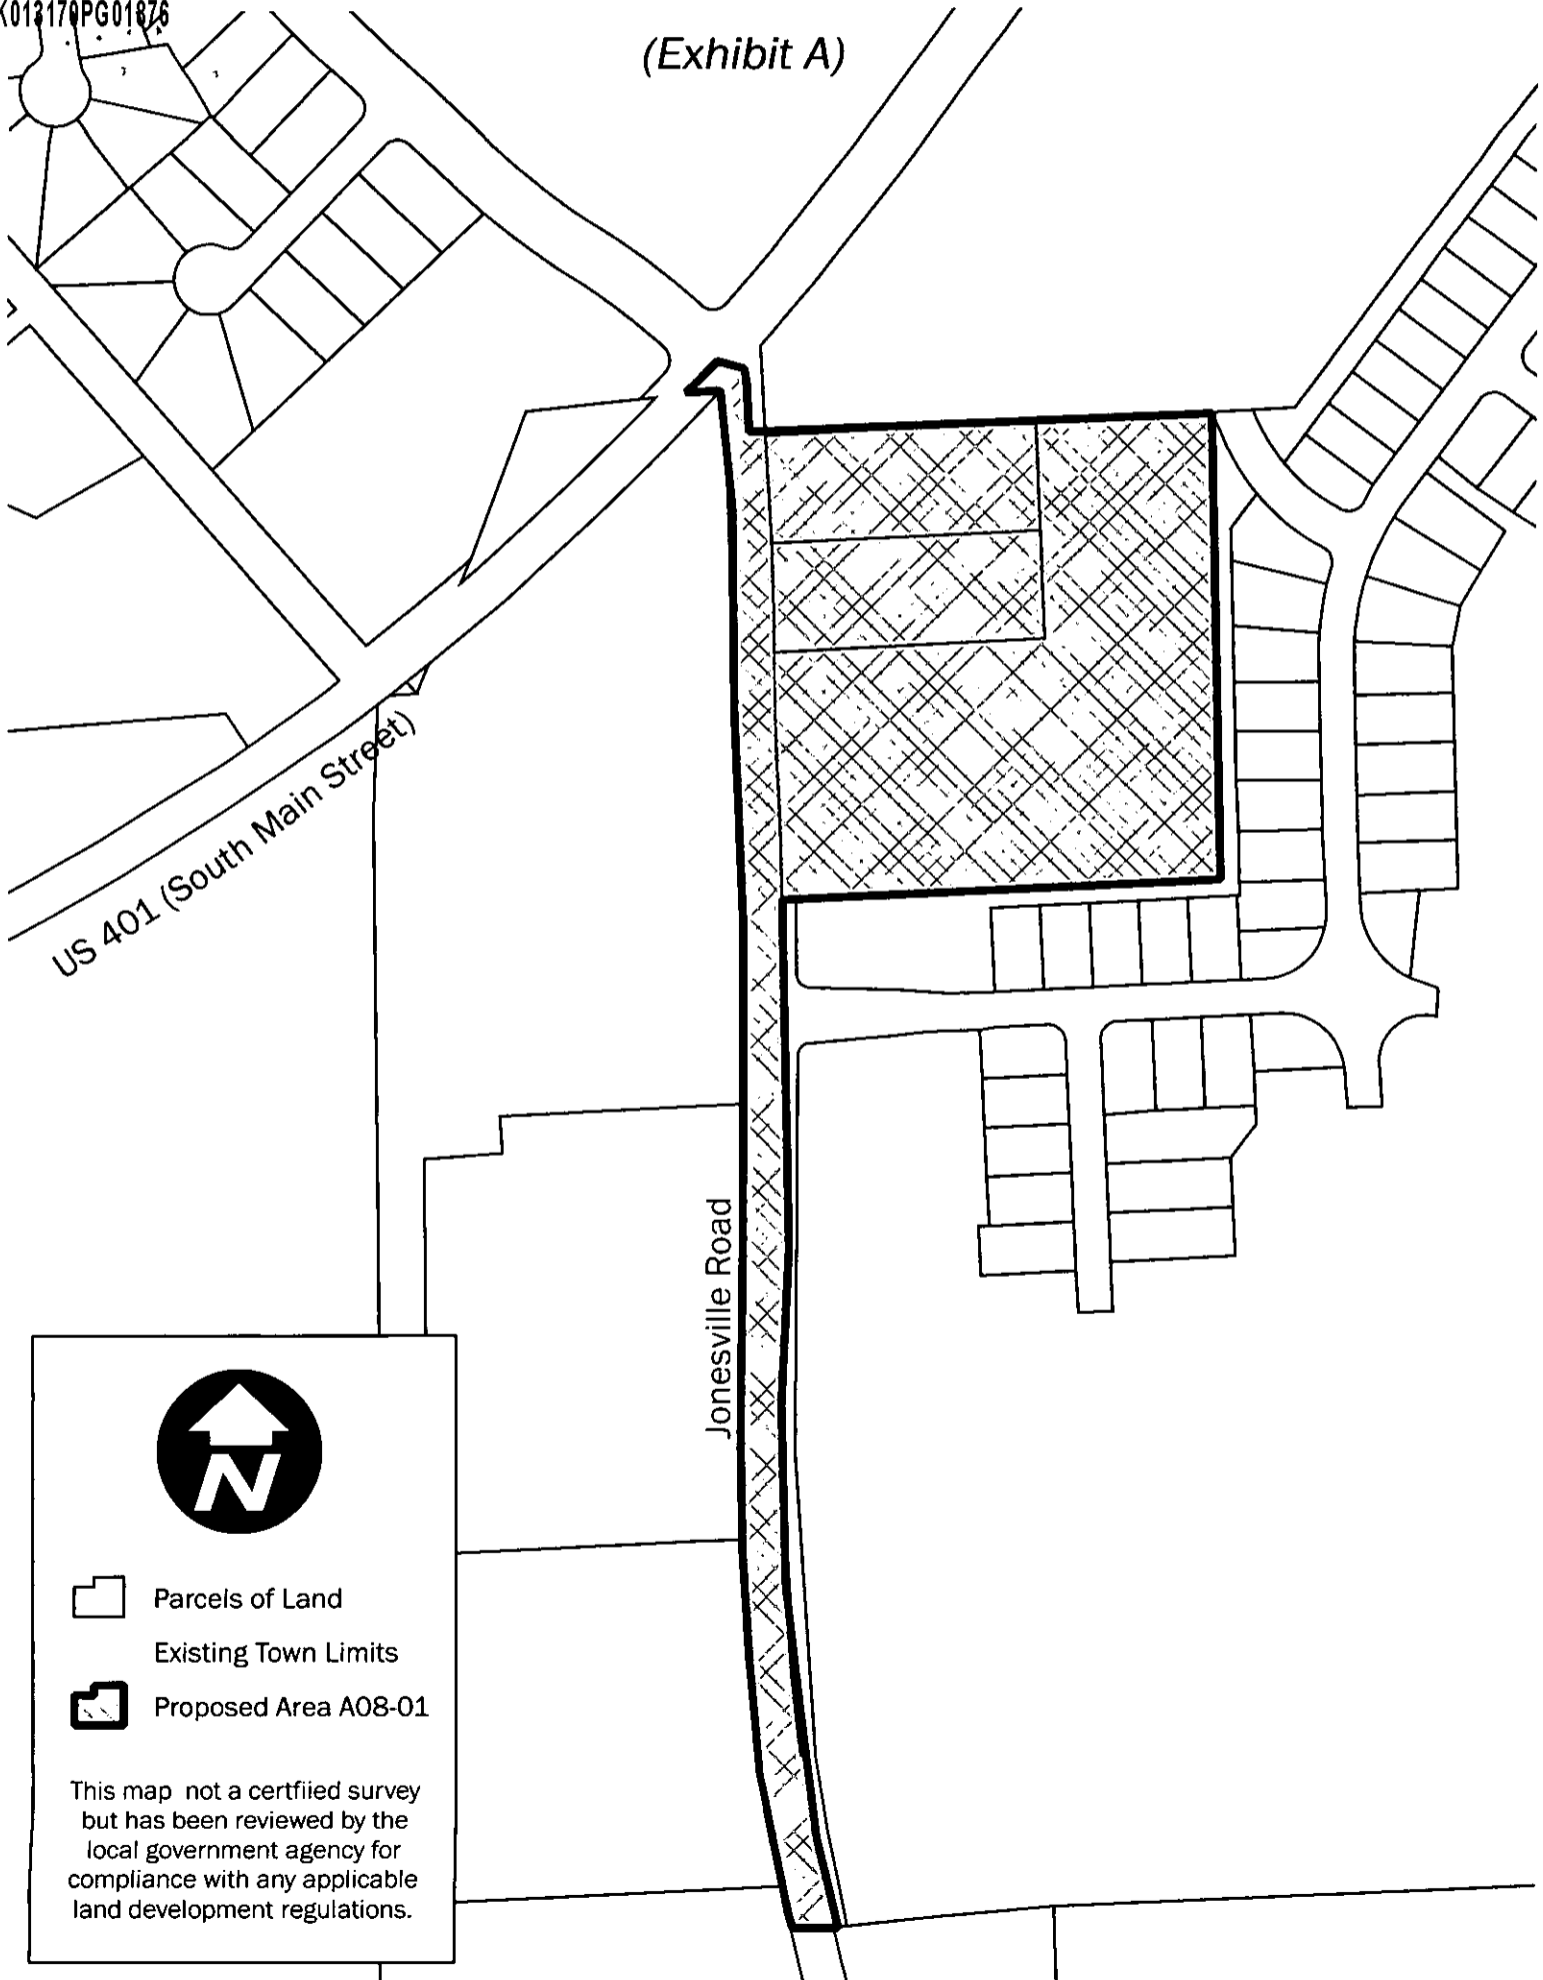 K013170PG01876
(Exhibit A)
US 401 (South Main Street)
Jonesville Road
N
Parcels of Land
Existing Town Limits
Proposed Area A08-01
This map not a certfiied survey
but has been reviewed by the
local government agency for
compliance with any applicable
land development regulations.